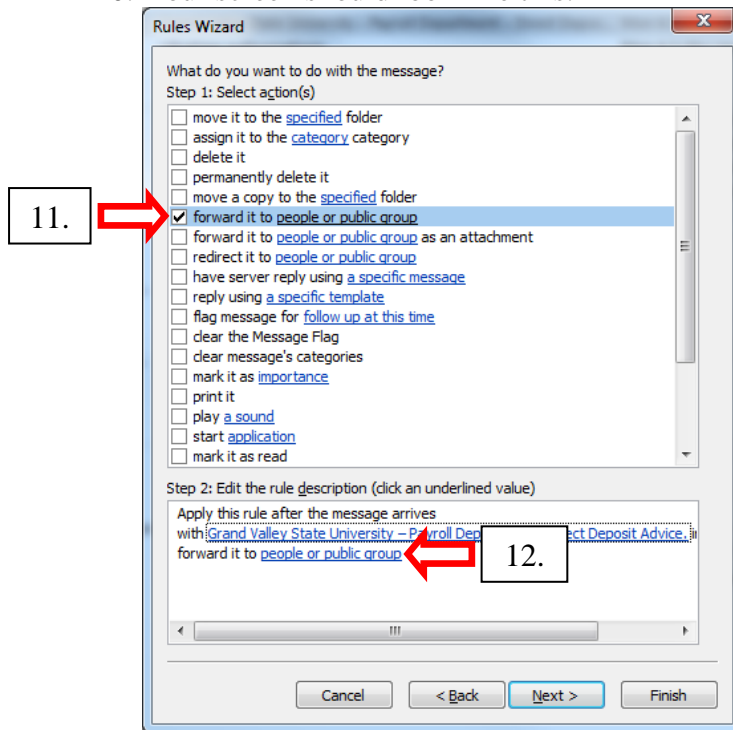 Rules Wizard
What do you want to do with the message?
Step 1: Select action(s)
move it to the specified folder
assign it to the category category
delete it
permanently delete it
move a copy to the specified folder
11.
forward it to people or public group
forward it to people or public group as an attachment
redirect it to people or public group
have server reply using a specific message
reply using a specific template
flag message for follow up at this time
clear the Message Flag
clear message's categories
mark it as importance
print it
play a sound
start application
mark it as read
Step 2: Edit the rule description (click an underlined value)
Apply this rule after the message arrives
with Grand Valley State University – Payroll Dep ect Deposit Advice. i
forward it to people or public group
12.
Cancel < Back Next > Finish